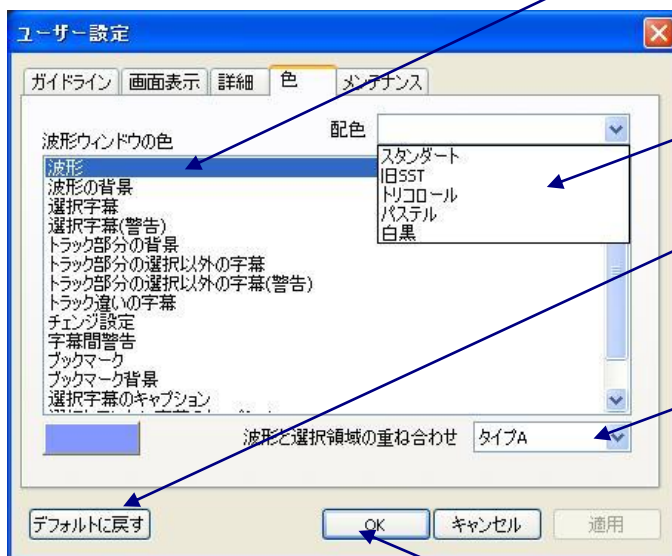 ユーザー設定
ガイドライン 画面表示 詳細 色 メンテナンス
配色
波形ウィンドウの色
スタンダート
旧SST
トリコロール
パステル
白黒
波形
波形の背景
選択字幕
選択字幕(警告)
トラック部分の背景
トラック部分の選択以外の字幕
トラック部分の選択以外の字幕(警告)
トラック違いの字幕
チェンジ設定
字幕間警告
ブックマーク
ブックマーク背景
選択字幕のキャプション
波形と選択領域の重ね合わせ タイプA
デフォルトに戻す OK キャンセル 適用